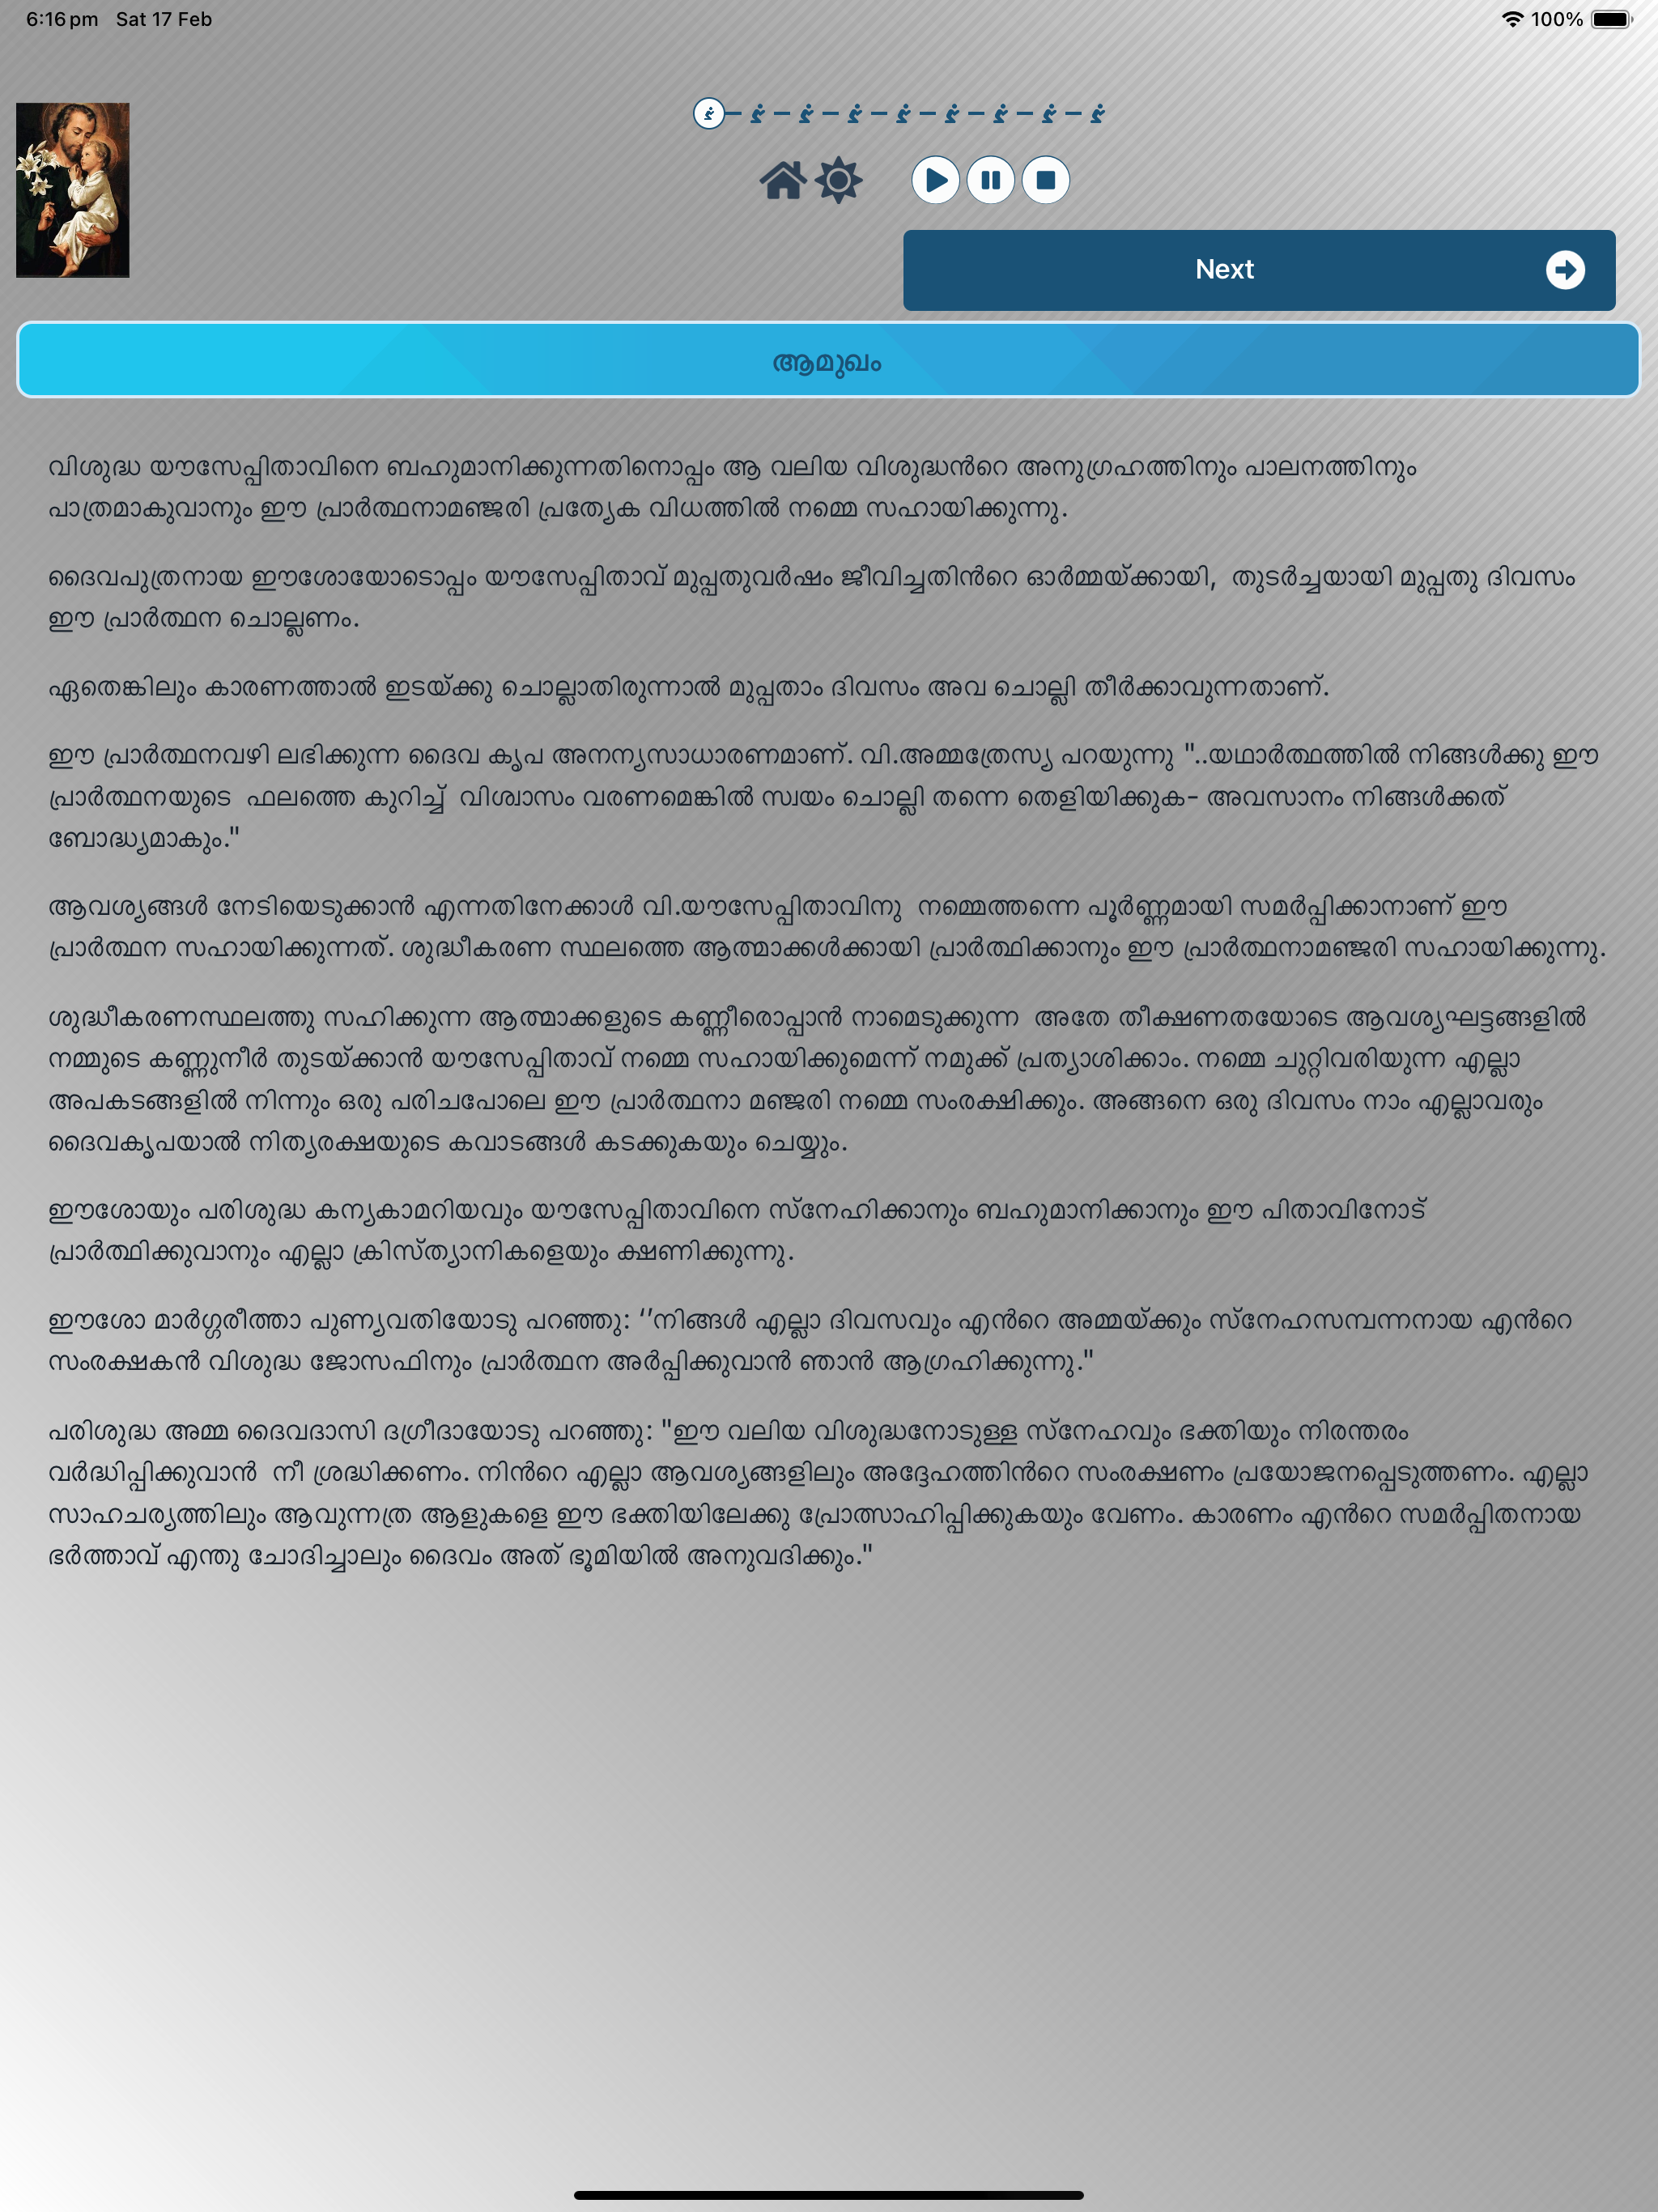 6:16 pm Sat 17 Feb
100%
Next
ആമുഖം
വിശുദ്ധ യൗസേപ്പിതാവിനെ ബഹുമാനിക്കുന്നതിനൊപ്പം ആ വലിയ വിശുദ്ധൻറെ അനുഗ്രഹത്തിനും പാലനത്തിനും
പാത്രമാകുവാനും ഈ പ്രാർത്ഥനാമഞ്ജരി പ്രത്യേക വിധത്തിൽ നമ്മെ സഹായിക്കുന്നു.
ദൈവപുത്രനായ ഈശോയോടൊപ്പം യൗസേപ്പിതാവ് മുപ്പതുവർഷം ജീവിച്ചതിൻറെ ഓർമ്മയ്ക്കായി, തുടർച്ചയായി മുപ്പതു ദിവസം
ഈ പ്രാർത്ഥന ചൊല്ലണം.
ഏതെങ്കിലും കാരണത്താൽ ഇടയ്ക്കു ചൊല്ലാതിരുന്നാൽ മുപ്പതാം ദിവസം അവ ചൊല്ലി തീർക്കാവുന്നതാണ്.
ഈ പ്രാർത്ഥനവഴി ലഭിക്കുന്ന ദൈവ കൃപ അനന്യസാധാരണമാണ്. വി.അമ്മത്രേസ്യ പറയുന്നു "..യഥാർത്ഥത്തിൽ നിങ്ങൾക്കു ഈ
പ്രാർത്ഥനയുടെ ഫലത്തെ കുറിച്ച് വിശ്വാസം വരണമെങ്കിൽ സ്വയം ചൊല്ലി തന്നെ തെളിയിക്കുക- അവസാനം നിങ്ങൾക്കത്
ബോദ്ധ്യമാകും."
ആവശ്യങ്ങൾ നേടിയെടുക്കാൻ എന്നതിനേക്കാൾ വി.യൗസേപ്പിതാവിനു നമ്മെത്തന്നെ പൂർണ്ണമായി സമർപ്പിക്കാനാണ് ഈ
പ്രാർത്ഥന സഹായിക്കുന്നത്. ശുദ്ധീകരണ സ്ഥലത്തെ ആത്മാക്കൾക്കായി പ്രാർത്ഥിക്കാനും ഈ പ്രാർത്ഥനാമഞ്ജരി സഹായിക്കുന്നു.
ശുദ്ധീകരണസ്ഥലത്തു സഹിക്കുന്ന ആത്മാക്കളുടെ കണ്ണീരൊപ്പാൻ നാമെടുക്കുന്ന അതേ തീക്ഷണതയോടെ ആവശ്യഘട്ടങ്ങളിൽ
നമ്മുടെ കണ്ണുനീർ തുടയ്ക്കാൻ യൗസേപ്പിതാവ് നമ്മെ സഹായിക്കുമെന്ന് നമുക്ക് പ്രത്യാശിക്കാം. നമ്മെ ചുറ്റിവരിയുന്ന എല്ലാ
അപകടങ്ങളിൽ നിന്നും ഒരു പരിചപോലെ ഈ പ്രാർത്ഥനാ മഞ്ജരി നമ്മെ സംരക്ഷിക്കും. അങ്ങനെ ഒരു ദിവസം നാം എല്ലാവരും
ദൈവകൃപയാൽ നിത്യരക്ഷയുടെ കവാടങ്ങൾ കടക്കുകയും ചെയ്യും.
ഈശോയും പരിശുദ്ധ കന്യകാമറിയവും യൗസേപ്പിതാവിനെ സ്നേഹിക്കാനും ബഹുമാനിക്കാനും ഈ പിതാവിനോട്
പ്രാർത്ഥിക്കുവാനും എല്ലാ ക്രിസ്ത്യാനികളെയും ക്ഷണിക്കുന്നു.
ഈശോ മാർഗ്ഗരീത്താ പുണ്യവതിയോടു പറഞ്ഞു: ‘’നിങ്ങൾ എല്ലാ ദിവസവും എൻറെ അമ്മയ്ക്കും സ്നേഹസമ്പന്നനായ എൻറെ
സംരക്ഷകൻ വിശുദ്ധ ജോസഫിനും പ്രാർത്ഥന അർപ്പിക്കുവാൻ ഞാൻ ആഗ്രഹിക്കുന്നു."
പരിശുദ്ധ അമ്മ ദൈവദാസി ദഗ്രീദായോടു പറഞ്ഞു: "ഈ വലിയ വിശുദ്ധനോടുള്ള സ്നേഹവും ഭക്തിയും നിരന്തരം
വർദ്ധിപ്പിക്കുവാൻ നീ ശ്രദ്ധിക്കണം. നിൻറെ എല്ലാ ആവശ്യങ്ങളിലും അദ്ദേഹത്തിൻറെ സംരക്ഷണം പ്രയോജനപ്പെടുത്തണം. എല്ലാ
സാഹചര്യത്തിലും ആവുന്നത്ര ആളുകളെ ഈ ഭക്തിയിലേക്കു പ്രോത്സാഹിപ്പിക്കുകയും വേണം. കാരണം എൻറെ സമർപ്പിതനായ
ഭർത്താവ് എന്തു ചോദിച്ചാലും ദൈവം അത് ഭൂമിയിൽ അനുവദിക്കും."